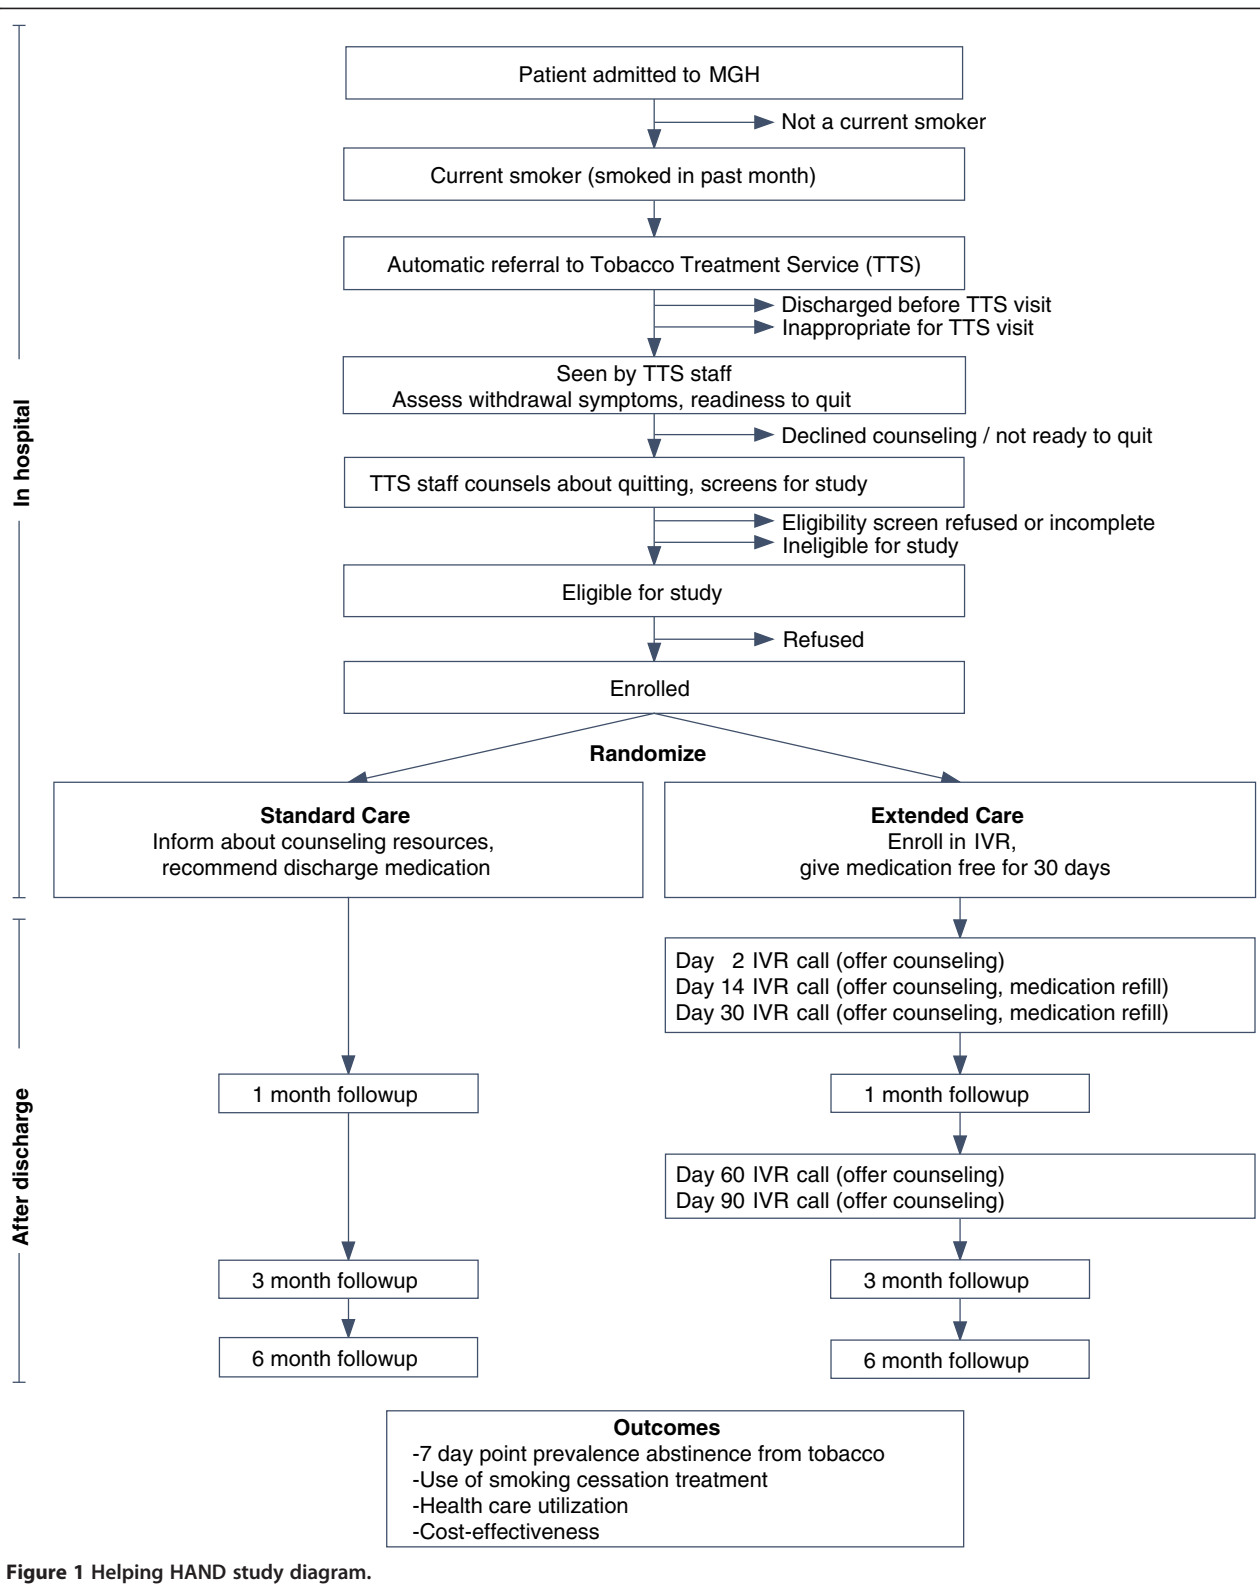 Patient admitted to MGH
Not a current smoker
Current smoker (smoked in past month)
Automatic referral to Tobacco Treatment Service (TTS)
Discharged before TTS visit
Inappropriate for TTS visit
Seen by TTS staff
Assess withdrawal symptoms, readiness to quit
Declined counseling / not ready to quit
TTS staff counsels about quitting, screens for study
Eligibility screen refused or incomplete
Ineligible for study
Eligible for study
Refused
Enrolled
In hospital
Randomize
Standard Care
Inform about counseling resources,
recommend discharge medication
Extended Care
Enroll in IVR,
give medication free for 30 days
After discharge
Day 2 IVR call (offer counseling)
Day 14 IVR call (offer counseling, medication refill)
Day 30 IVR call (offer counseling, medication refill)
1 month followup
1 month followup
Day 60 IVR call (offer counseling)
Day 90 IVR call (offer counseling)
3 month followup
3 month followup
6 month followup
6 month followup
Outcomes
-7 day point prevalence abstinence from tobacco
-Use of smoking cessation treatment
-Health care utilization
-Cost-effectiveness
Figure 1 Helping HAND study diagram.